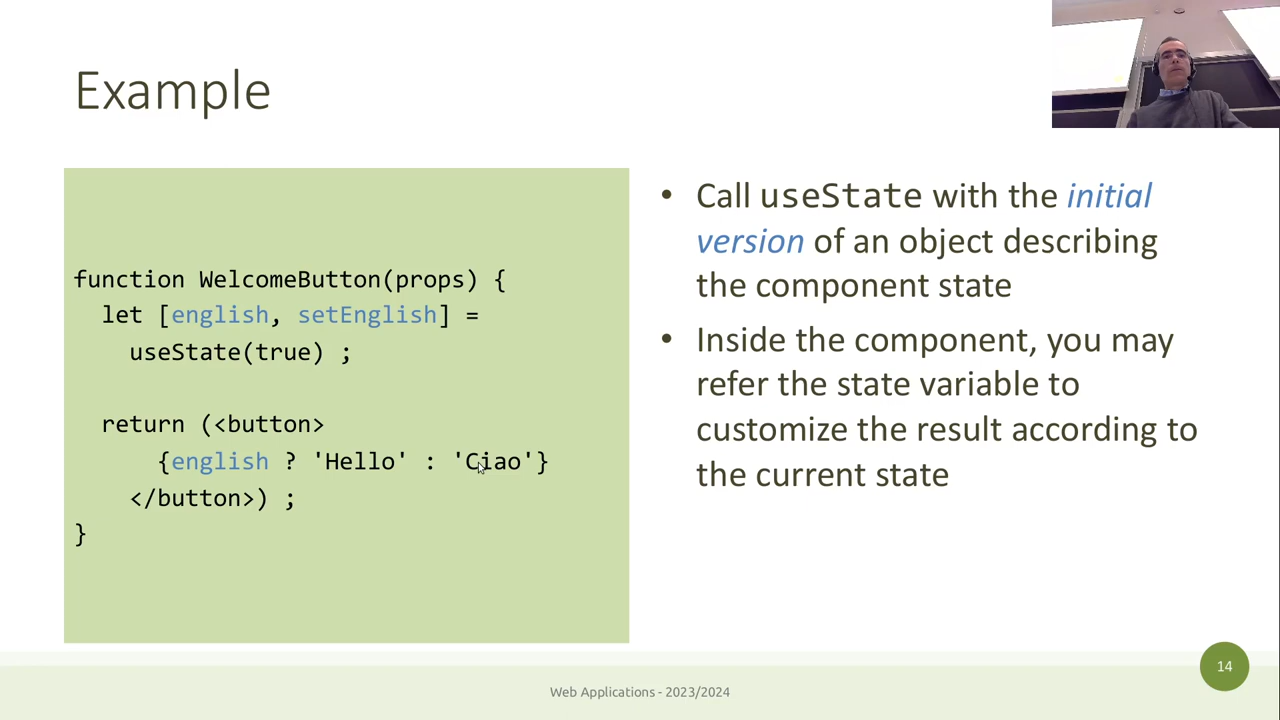 Example
function WelcomeButton(props) {
let [english, setEnglish] =
useState(true) ;
return (<button>
{english ? 'Hello' : 'Ciao'}
</button>) ;
}
• Call useState with the initial
version of an object describing
the component state
• Inside the component, you may
refer the state variable to
customize the result according to
the current state
Web Applications - 2023/2024
14